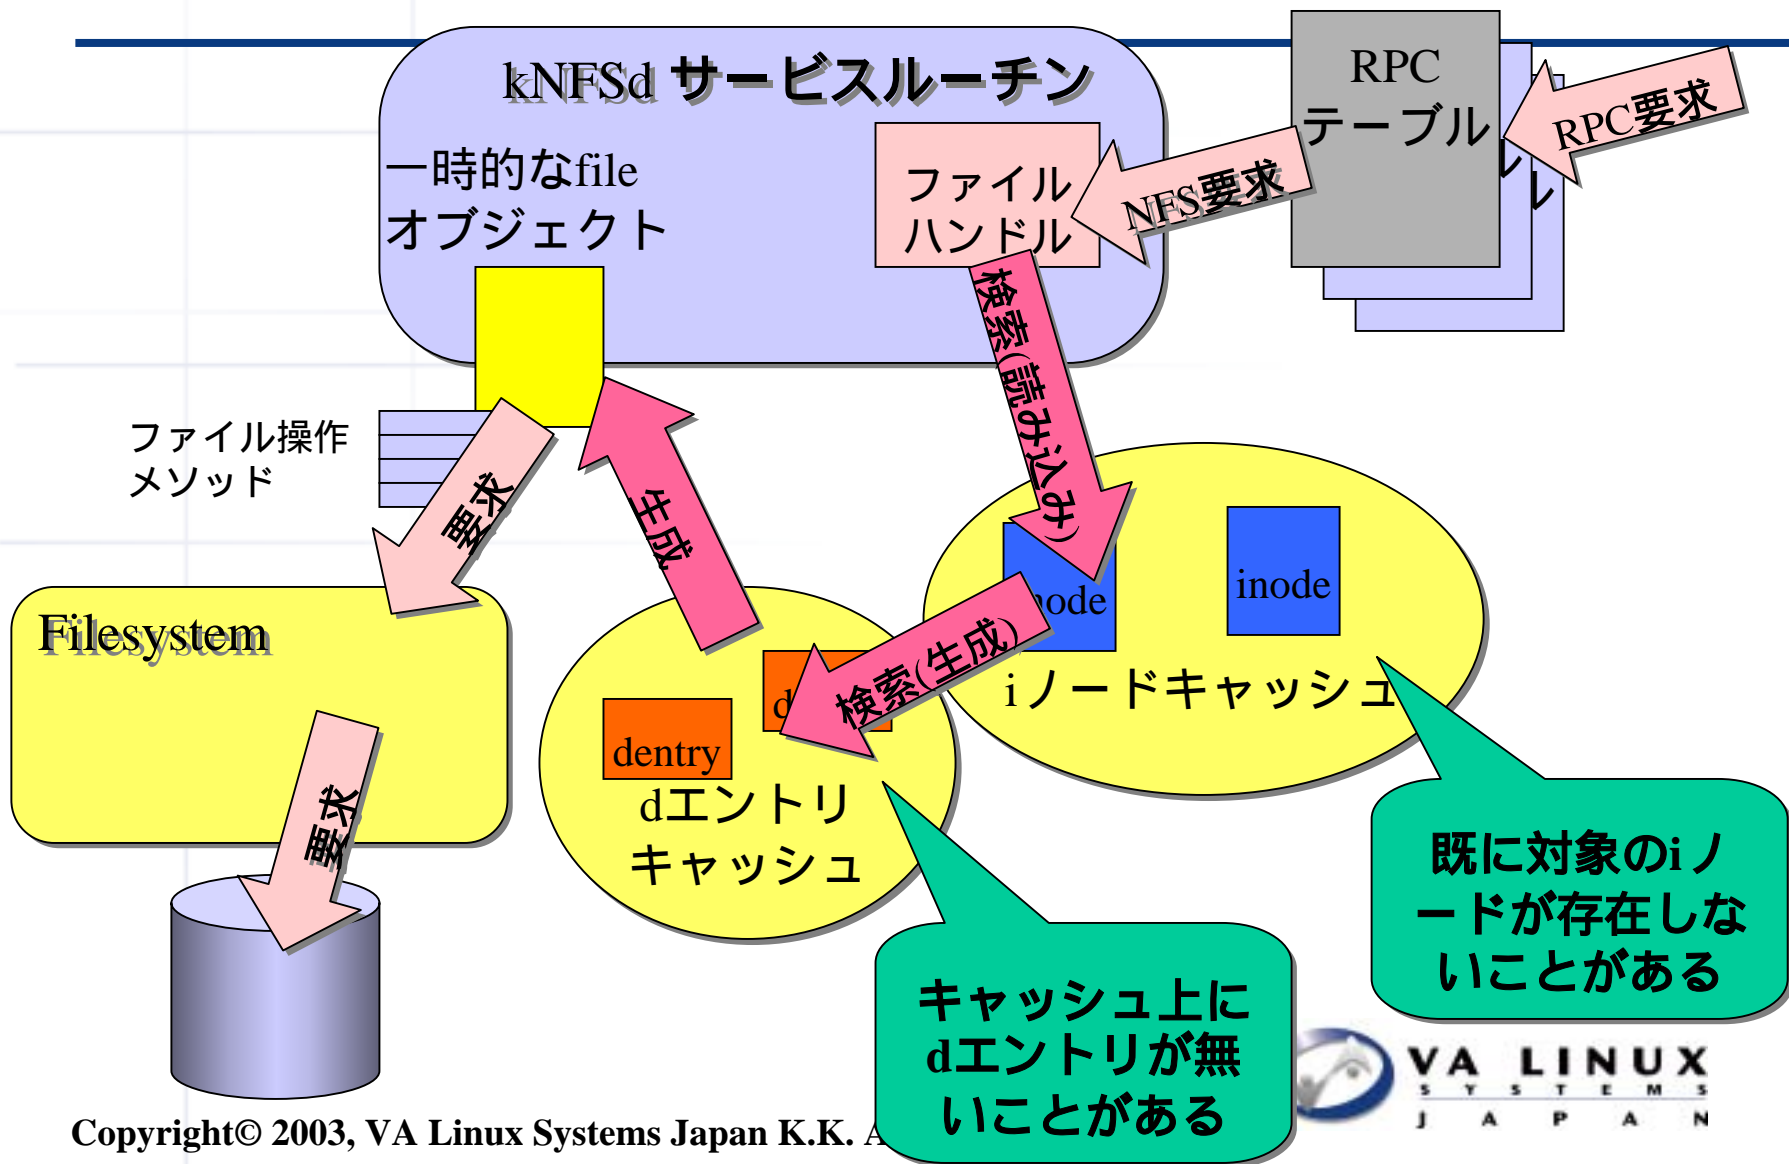 kNFSd サービスルーチン
RPC
テーブル
ル
ル
RPC要求
NFS要求
一時的なfile
オブジェクト
ファイル
ハンドル
検索(読み込み)
ファイル操作
メソッド
要求
生成
inode
iノードキャッシュ
検索(生成)
Filesystem
要求
dentry
dエントリ
キャッシュ
既に対象のiノ
ードが存在しな
いことがある
キャッシュ上に
dエントリが無
いことがある
VA LINUX
SYSTEMS
JAPAN
Copyright© 2003, VA Linux Systems Japan K.K. A